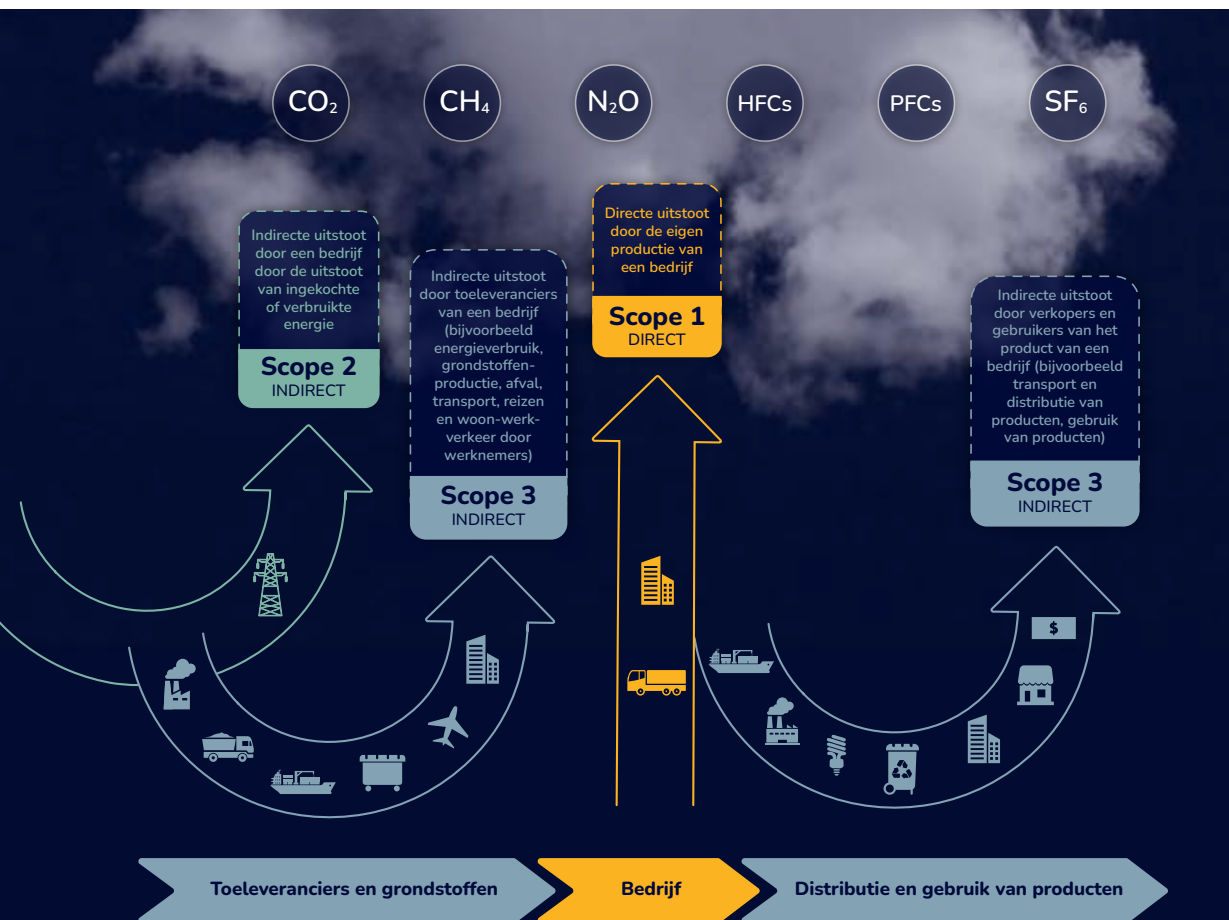 CO₂
CH₄
N₂O
HFCs
PFCs
SF₆
Indirecte uitstoot
door een bedrijf
door de uitstoot
van ingekochte
of verbruikte
energie
Scope 2
INDIRECT
Indirecte uitstoot
door toeleveranciers
van een bedrijf
(bijvoorbeeld
energieverbruik,
grondstoffen-
productie, afval,
transport, reizen
en woon-werk-
verkeer door
werknemers)
Scope 3
INDIRECT
Directe uitstoot
door de eigen
productie van
een bedrijf
Scope 1
DIRECT
Indirecte uitstoot
door verkopers en
gebruikers van het
product van een
bedrijf (bijvoorbeeld
transport en
distributie van
producten, gebruik
van producten)
Scope 3
INDIRECT
$
Toeleveranciers en grondstoffen
Bedrijf
Distributie en gebruik van producten